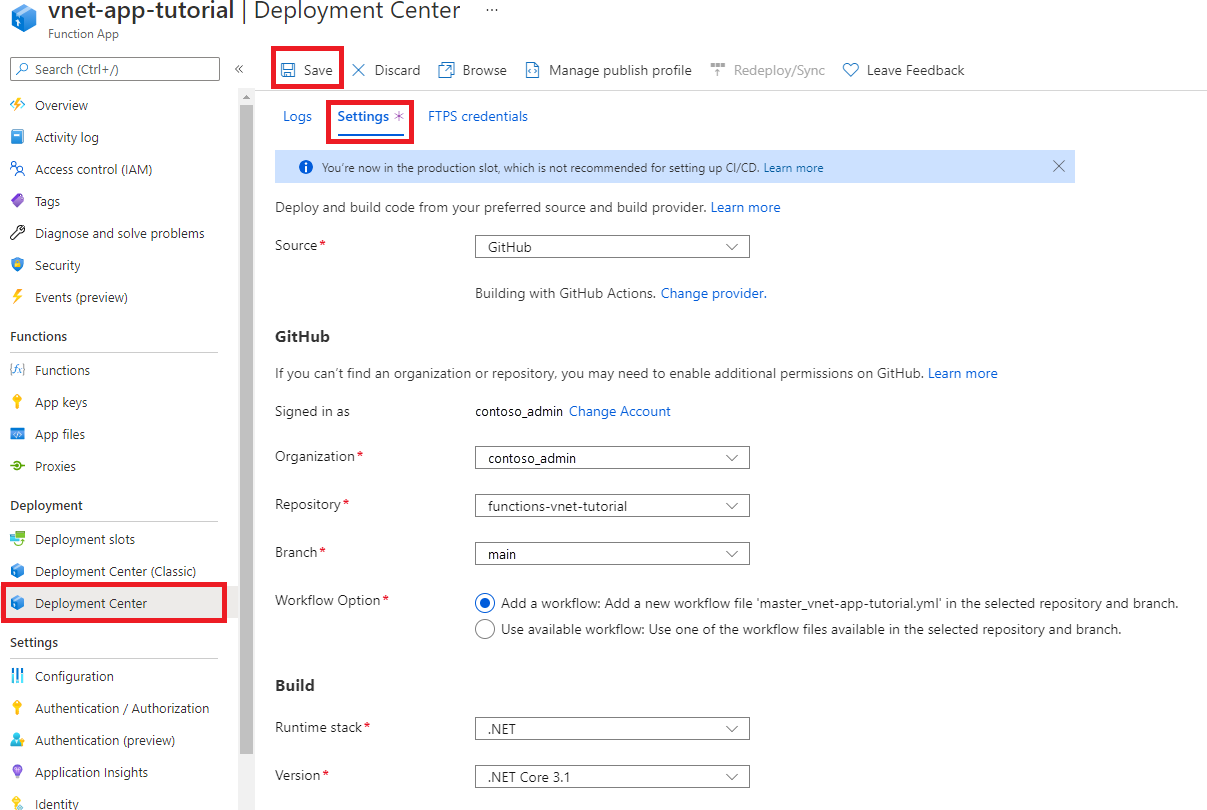 vnet-app-tutorial | Deployment Center ...
Function App
Search (Ctrl+/)
«
Overview
Activity log
Access control (IAM)
Tags
Diagnose and solve problems
Security
Events (preview)
Functions
Functions
App keys
App files
Proxies
Deployment
Deployment slots
Deployment Center (Classic)
Deployment Center
Settings
Configuration
Authentication / Authorization
Authentication (preview)
Application Insights
Identity
Save Discard Browse Manage publish profile Redeploy/Sync Leave Feedback
Logs Settings * FTPS credentials
You're now in the production slot, which is not recommended for setting up CI/CD. Learn more
Deploy and build code from your preferred source and build provider. Learn more
Source* GitHub
Building with GitHub Actions. Change provider.
GitHub
If you can't find an organization or repository, you may need to enable additional permissions on GitHub. Learn more
Signed in as contoso_admin Change Account
Organization* contoso_admin
Repository* functions-vnet-tutorial
Branch* main
Workflow Option* Add a workflow: Add a new workflow file 'master_vnet-app-tutorial.yml' in the selected repository and branch.
Use available workflow: Use one of the workflow files available in the selected repository and branch.
Build
Runtime stack* .NET
Version* .NET Core 3.1